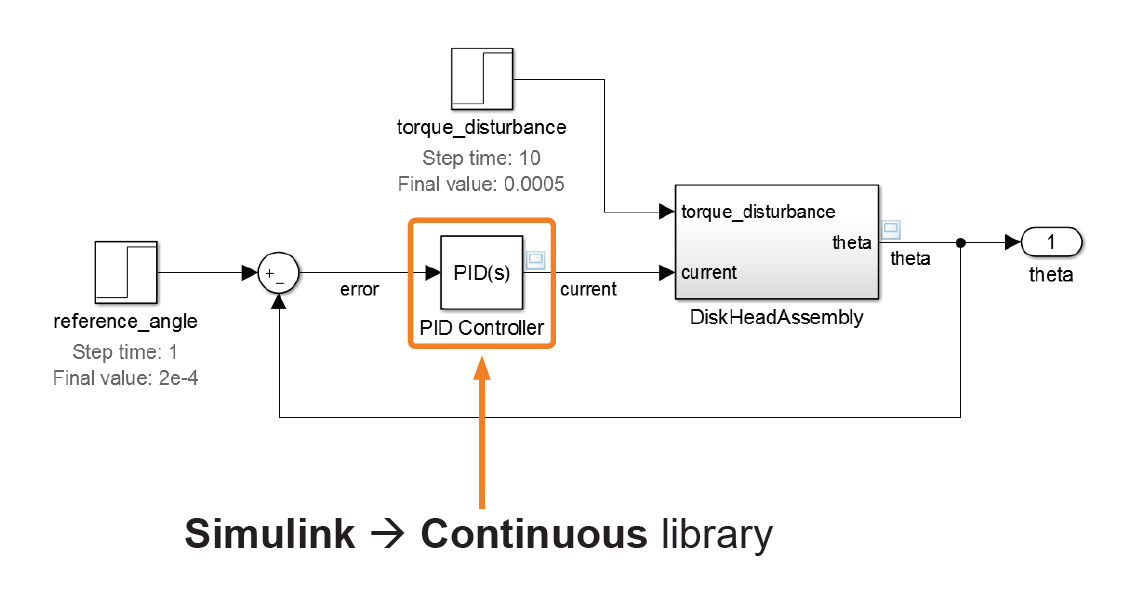 torque_disturbance
Step time: 10
Final value: 0.0005
torque_disturbance
theta
current
DiskHeadAssembly
theta
1
theta
+
−
error
PID(s)
PID Controller
current
reference_angle
Step time: 1
Final value: 2e-4
Simulink → Continuous library